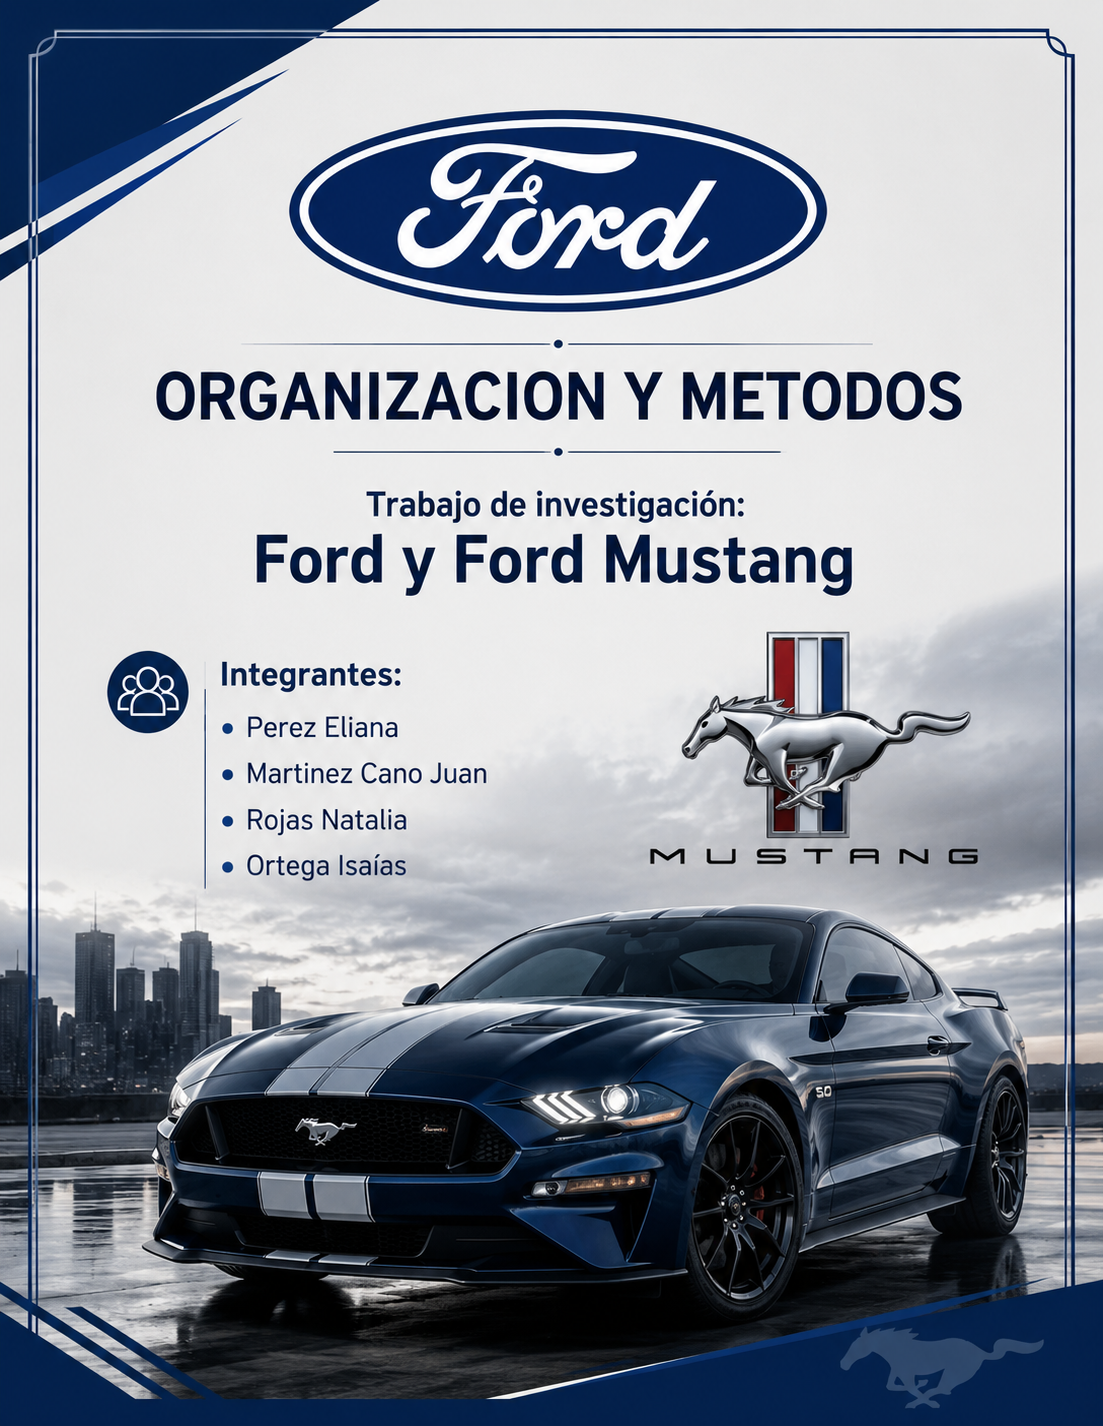 Ford
ORGANIZACION Y METODOS
Trabajo de investigación:
Ford y Ford Mustang
Integrantes:
• Perez Eliana
• Martinez Cano Juan
• Rojas Natalia
• Ortega Isaías
MUSTANG
5.0